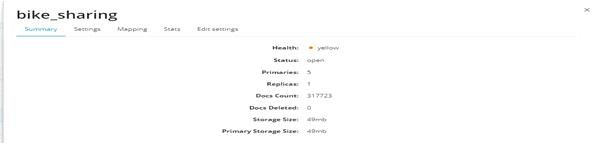 bike_sharing
×
Summary Settings Mapping Stats Edit settings
Health: yellow
Status: open
Primaries: 5
Replicas: 1
Docs Count: 317723
Docs Deleted: 0
Storage Size: 49mb
Primary Storage Size: 49mb